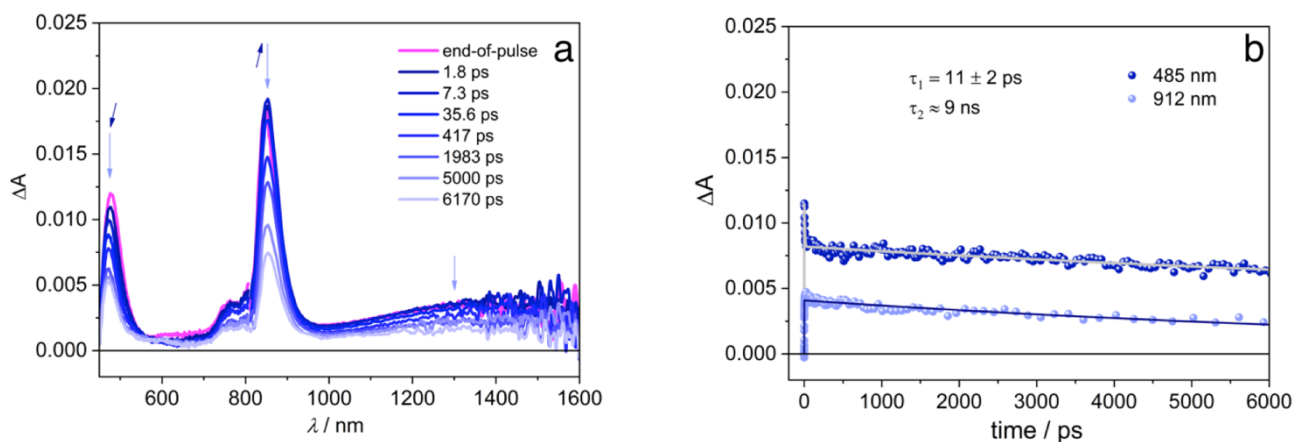 a
0.025
0.020
0.015
0.010
0.005
0.000
ΔA
end-of-pulse
1.8 ps
7.3 ps
35.6 ps
417 ps
1983 ps
5000 ps
6170 ps
600 800 1000 1200 1400 1600
λ / nm
b
0.025
0.020
0.015
0.010
0.005
0.000
ΔA
τ₁ = 11 ± 2 ps
τ₂ ≈ 9 ns
485 nm
912 nm
0 1000 2000 3000 4000 5000 6000
time / ps